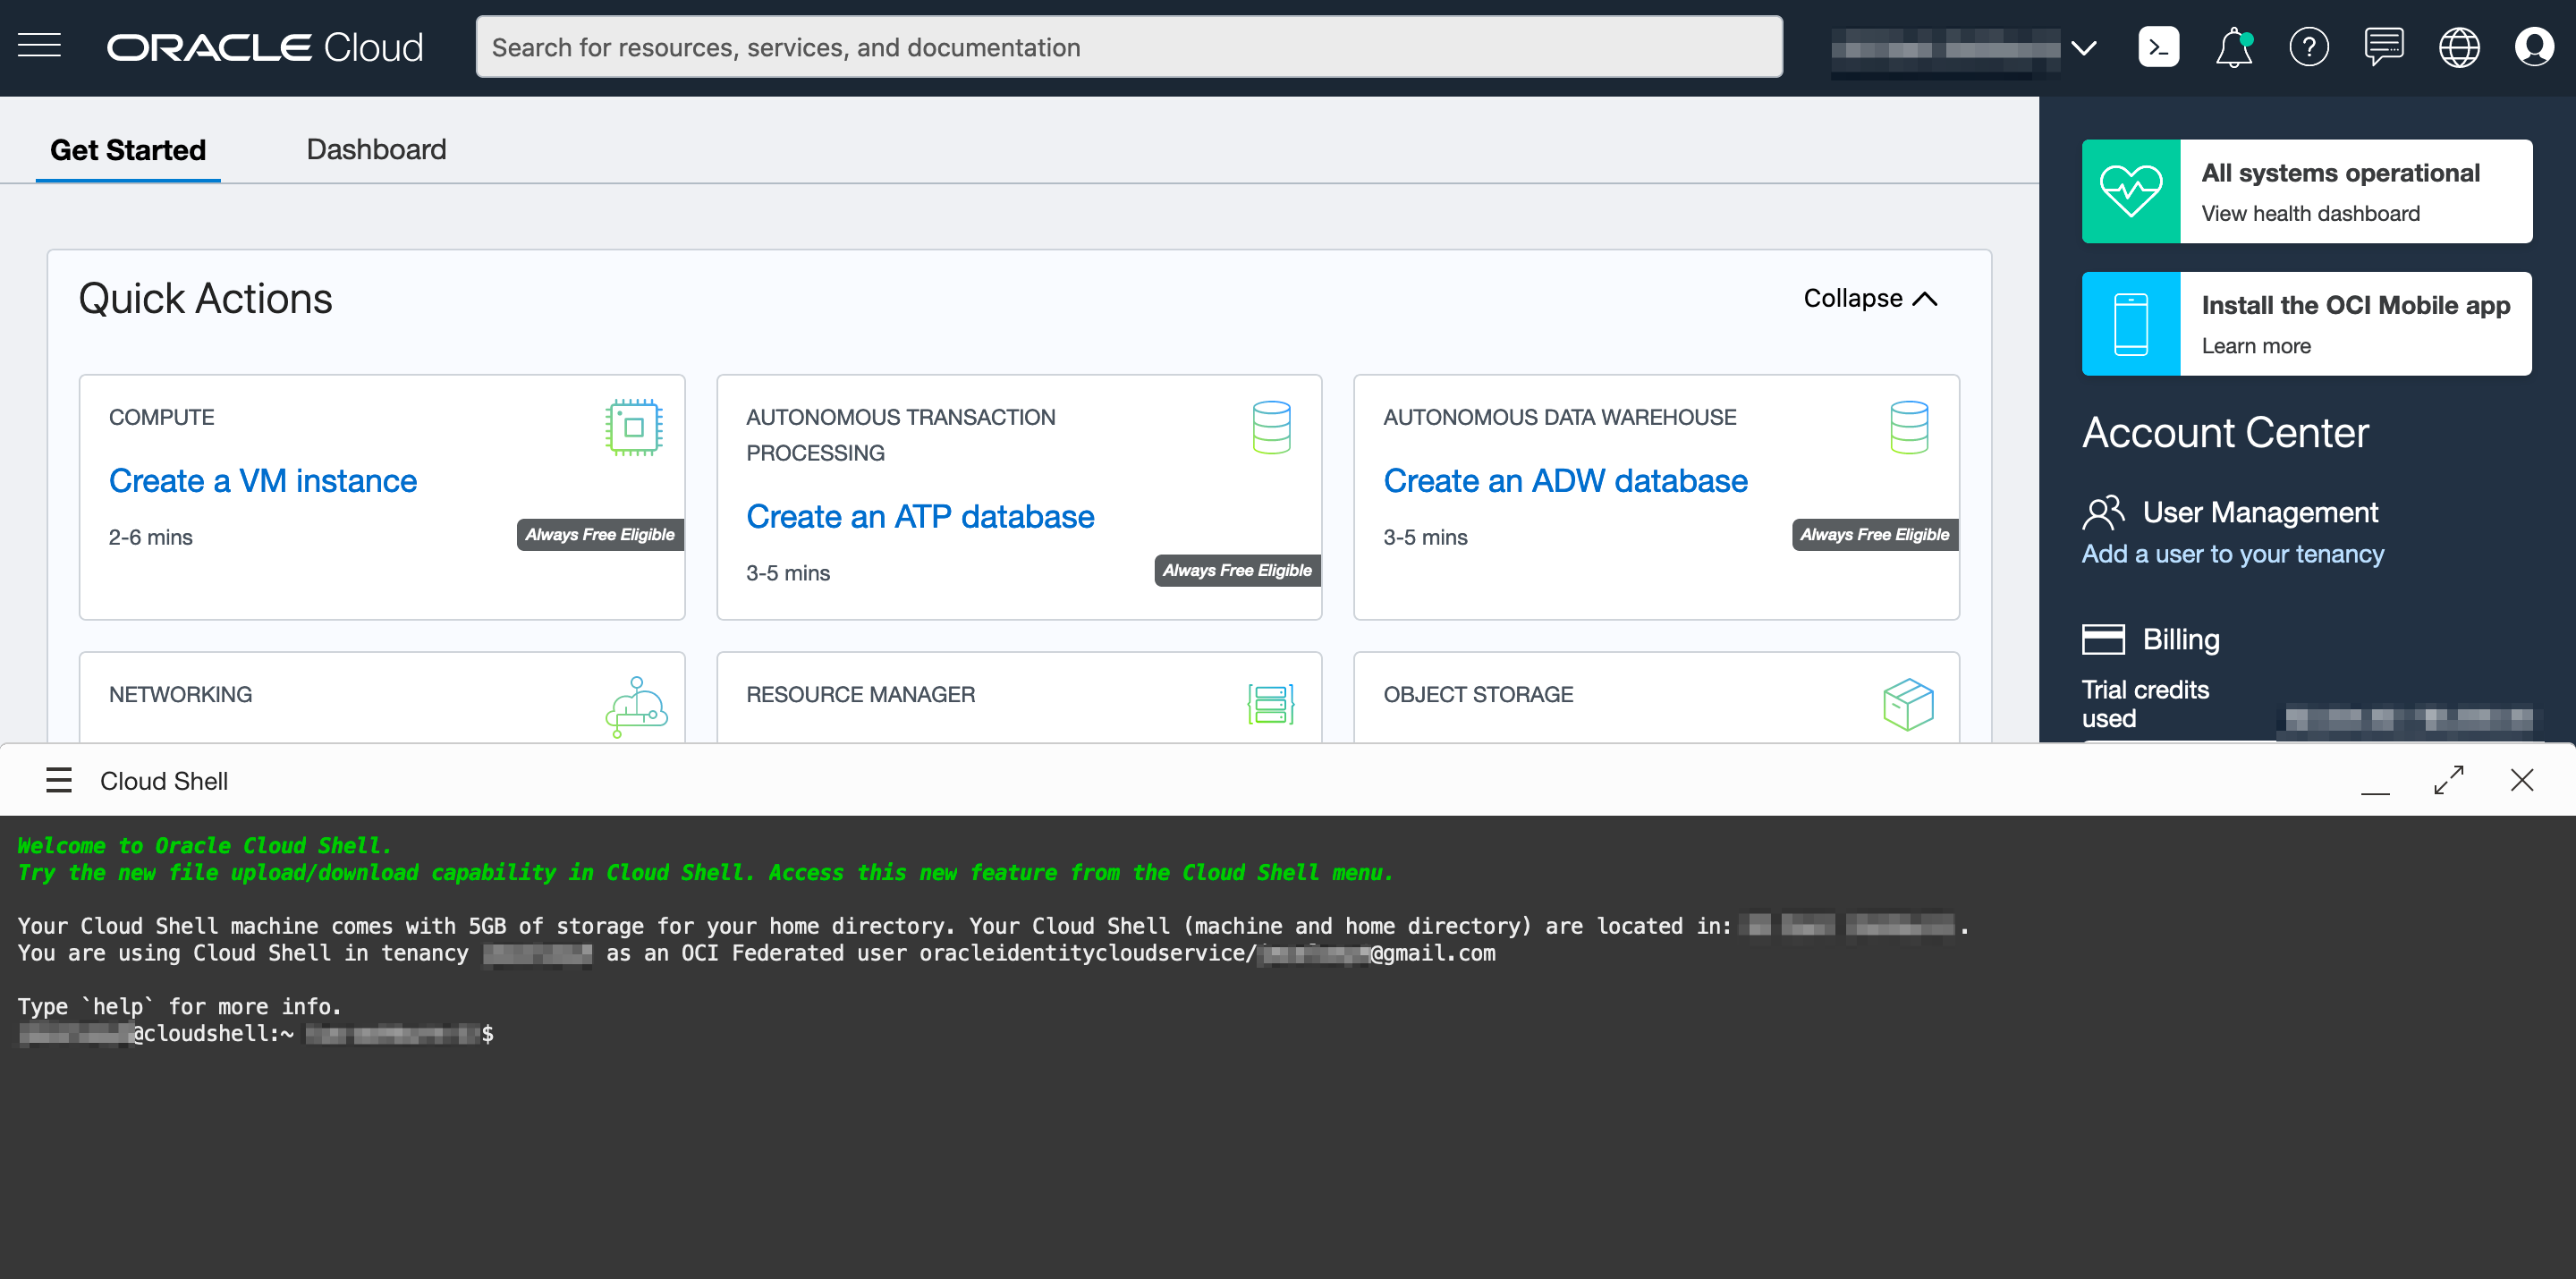 ORACLE Cloud
Search for resources, services, and documentation
Get Started
Dashboard
Quick Actions
Collapse
COMPUTE
Create a VM instance
2-6 mins
Always Free Eligible
AUTONOMOUS TRANSACTION
PROCESSING
Create an ATP database
3-5 mins
Always Free Eligible
AUTONOMOUS DATA WAREHOUSE
Create an ADW database
3-5 mins
Always Free Eligible
NETWORKING
RESOURCE MANAGER
OBJECT STORAGE
All systems operational
View health dashboard
Install the OCI Mobile app
Learn more
Account Center
User Management
Add a user to your tenancy
Billing
Trial credits
used
Cloud Shell
Welcome to Oracle Cloud Shell.
Try the new file upload/download capability in Cloud Shell. Access this new feature from the Cloud Shell menu.
Your Cloud Shell machine comes with 5GB of storage for your home directory. Your Cloud Shell (machine and home directory) are located in: .
You are using Cloud Shell in tenancy as an OCI Federated user oracleidentitycloudservice/@gmail.com
Type `help` for more info.
@cloudshell:~ $